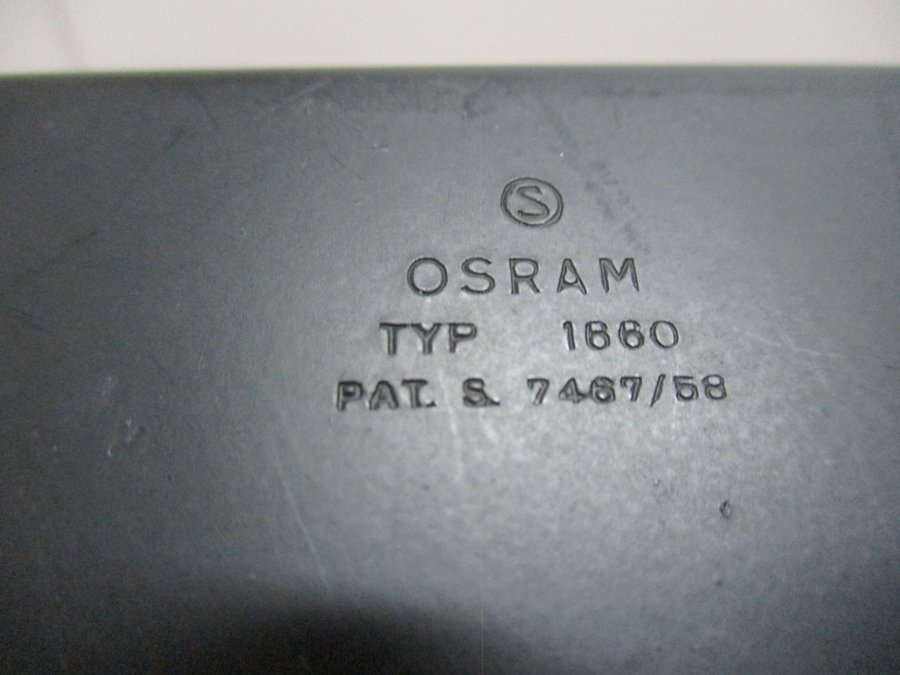 Ⓢ
OSRAM
TYP 1660
PAT. S. 7467/58